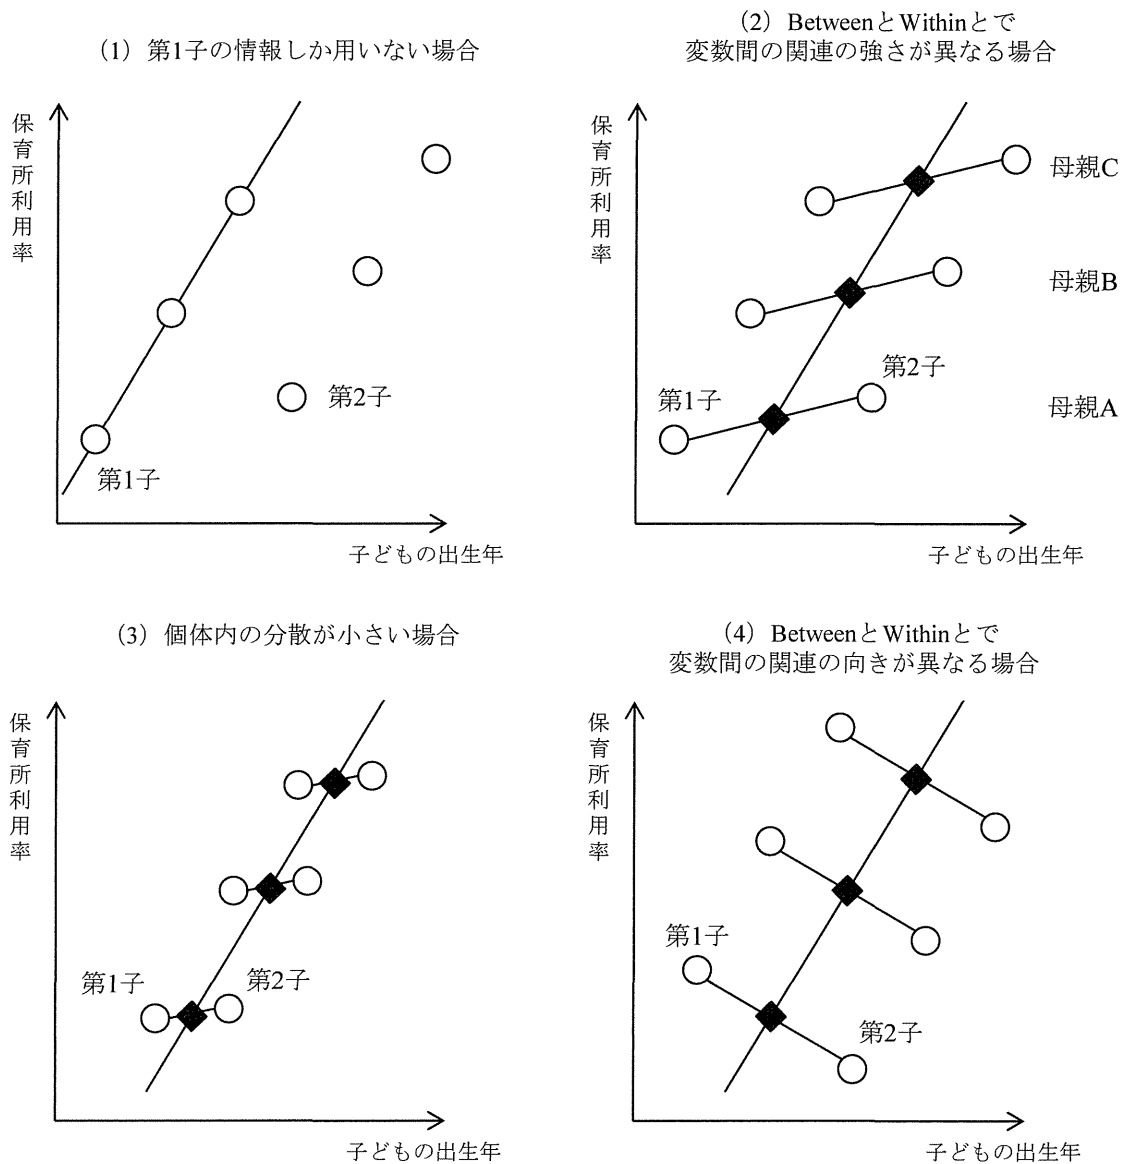 （1）第1子の情報しか用いない場合
保育所利用率
第2子
第1子
子どもの出生年
（2）BetweenとWithinとで
変数間の関連の強さが異なる場合
保育所利用率
母親C
母親B
第2子
第1子
母親A
子どもの出生年
（3）個体内の分散が小さい場合
保育所利用率
第1子
第2子
子どもの出生年
（4）BetweenとWithinとで
変数間の関連の向きが異なる場合
保育所利用率
第1子
第2子
子どもの出生年